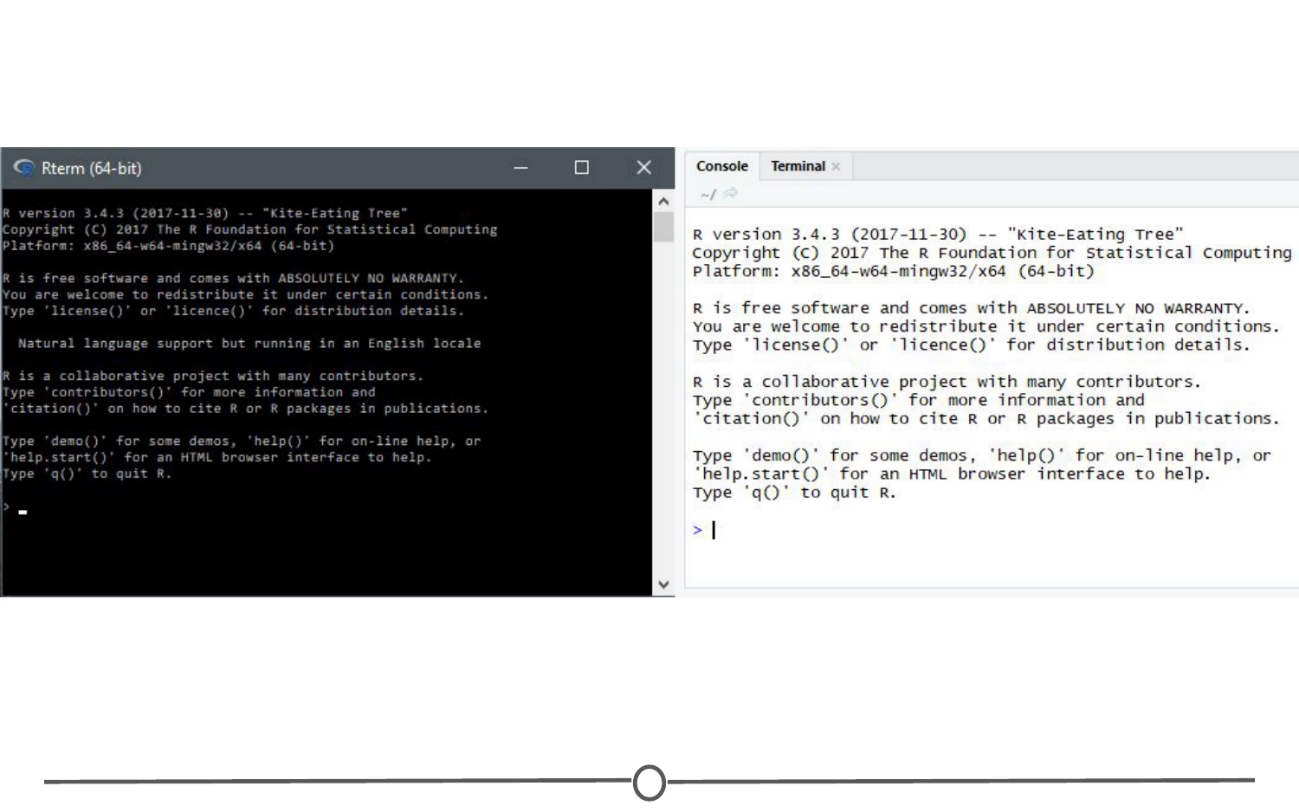 Rterm (64-bit)
R version 3.4.3 (2017-11-30) -- "Kite-Eating Tree"
Copyright (C) 2017 The R Foundation for Statistical Computing
Platform: x86_64-w64-mingw32/x64 (64-bit)
R is free software and comes with ABSOLUTELY NO WARRANTY.
You are welcome to redistribute it under certain conditions.
Type 'license()' or 'licence()' for distribution details.
Natural language support but running in an English locale
R is a collaborative project with many contributors.
Type 'contributors()' for more information and
'citation()' on how to cite R or R packages in publications.
Type 'demo()' for some demos, 'help()' for on-line help, or
'help.start()' for an HTML browser interface to help.
Type 'q()' to quit R.
>
Console Terminal
~/
R version 3.4.3 (2017-11-30) -- "Kite-Eating Tree"
Copyright (C) 2017 The R Foundation for Statistical Computing
Platform: x86_64-w64-mingw32/x64 (64-bit)
R is free software and comes with ABSOLUTELY NO WARRANTY.
You are welcome to redistribute it under certain conditions.
Type 'license()' or 'licence()' for distribution details.
R is a collaborative project with many contributors.
Type 'contributors()' for more information and
'citation()' on how to cite R or R packages in publications.
Type 'demo()' for some demos, 'help()' for on-line help, or
'help.start()' for an HTML browser interface to help.
Type 'q()' to quit R.
>